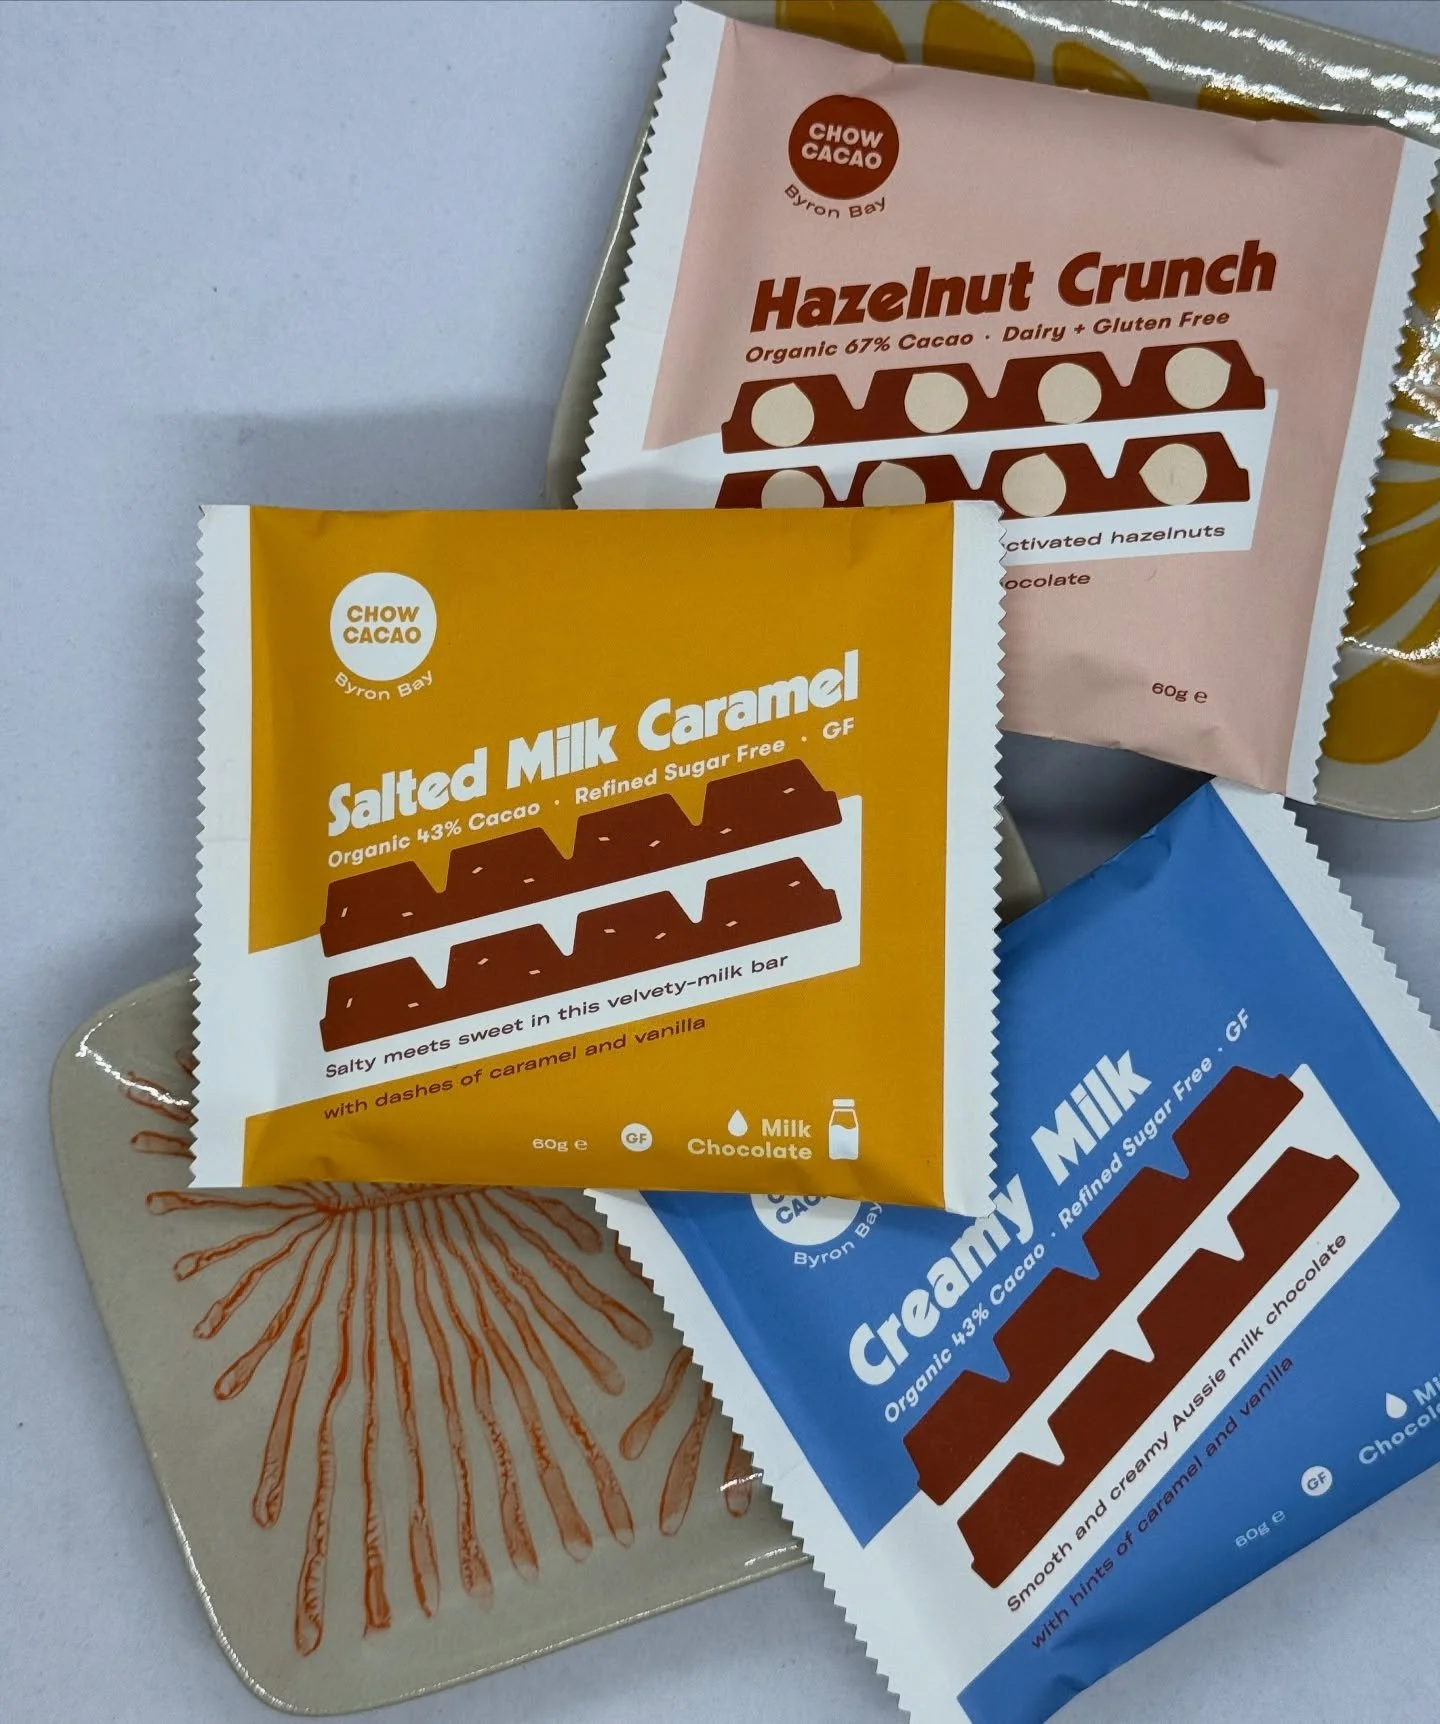 CHOW
CACAO
Byron Bay
Hazelnut Crunch
Organic 67% Cacao · Dairy + Gluten Free
hazelnuts
60g e
CHOW
CACAO
Byron Bay
Salted Milk Caramel
Organic 43% Cacao · Refined Sugar Free · GF
Salty meets sweet in this velvety-milk bar
with dashes of caramel and vanilla
60g e
GF
Milk
Chocolate
Byron Bay
Creamy Milk
Organic 43% Cacao · Refined Sugar Free · GF
Smooth and creamy Aussie milk chocolate
with hints of caramel and vanilla
60g e
GF